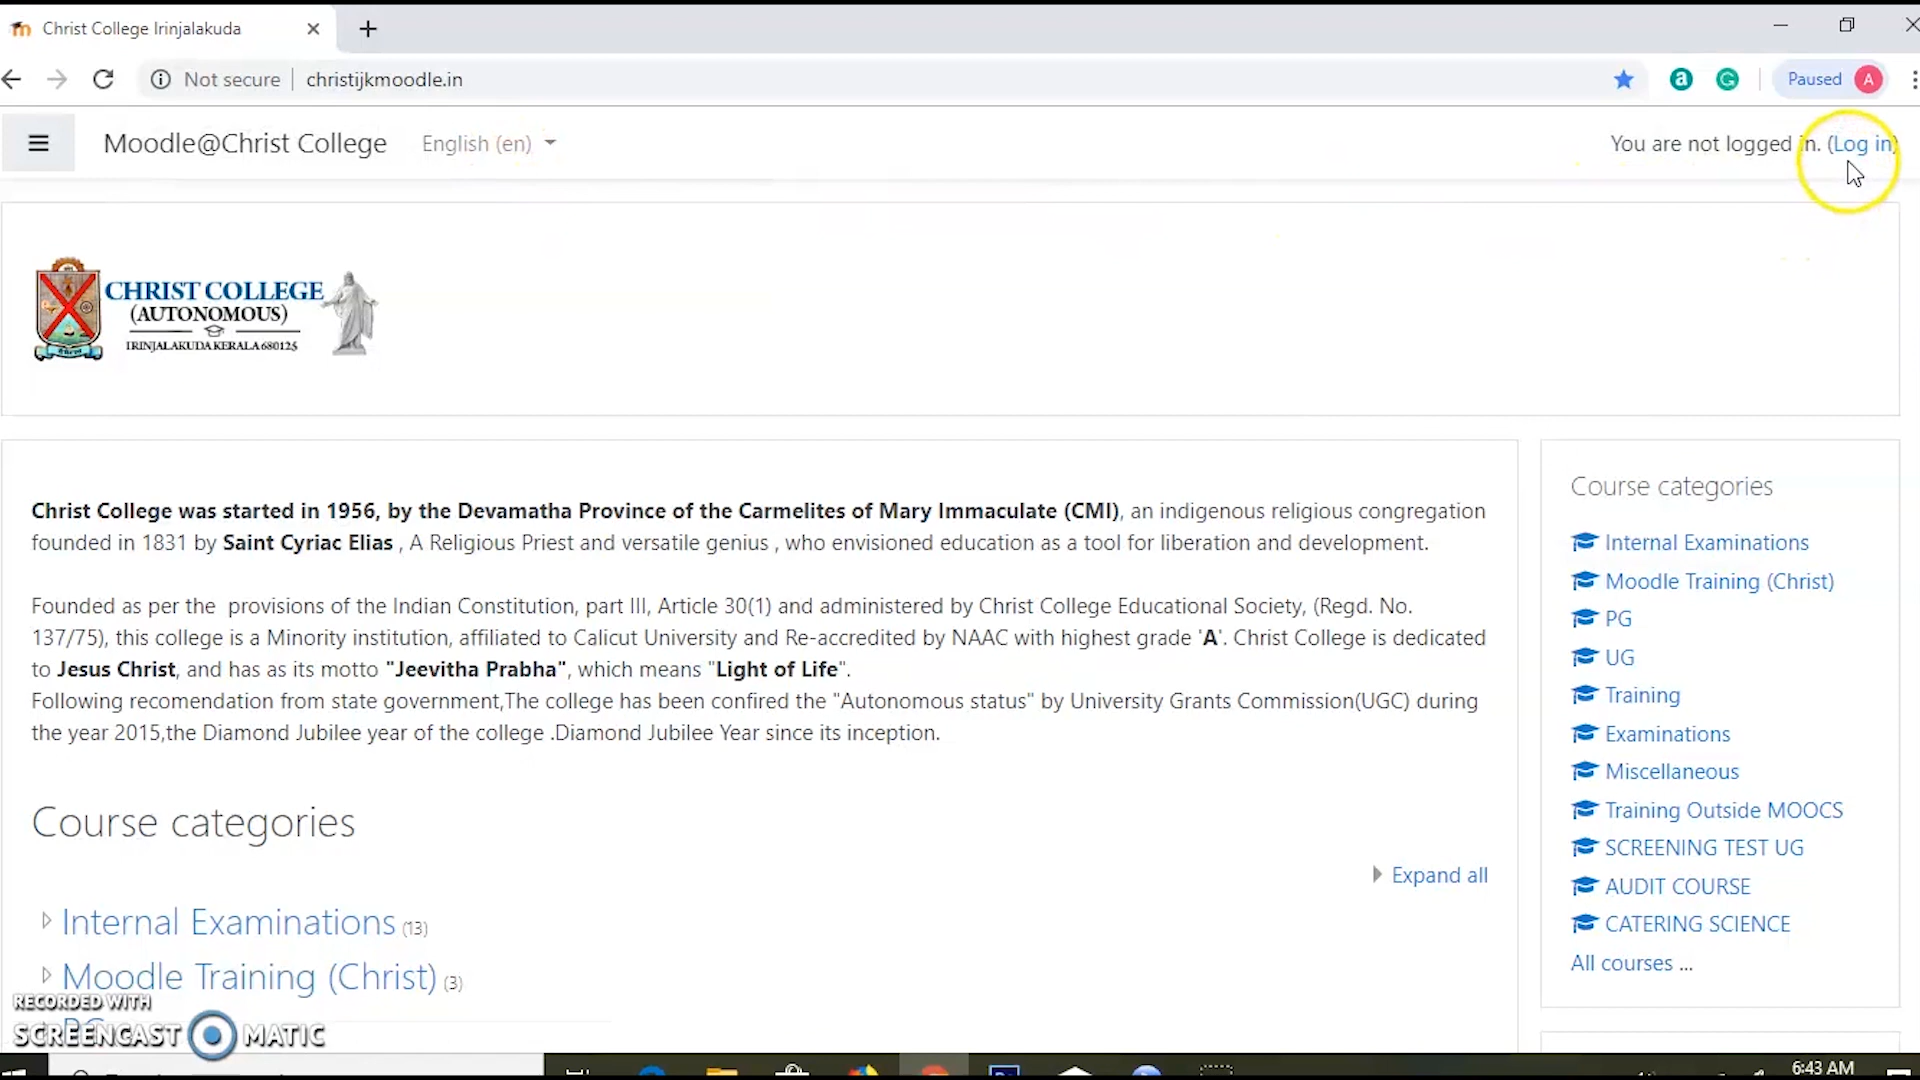 Christ College Irinjalakuda
Not secure
christijkmoodle.in
Paused A
Moodle@Christ College
English (en)
You are not logged in. (Log in)
CHRIST COLLEGE
(AUTONOMOUS)
IRINJALAKUDA KERALA 680125
Christ College was started in 1956, by the Devamatha Province of the Carmelites of Mary Immaculate (CMI), an indigenous religious congregation
founded in 1831 by Saint Cyriac Elias , A Religious Priest and versatile genius , who envisioned education as a tool for liberation and development.
Founded as per the provisions of the Indian Constitution, part III, Article 30(1) and administered by Christ College Educational Society, (Regd. No.
137/75), this college is a Minority institution, affiliated to Calicut University and Re-accredited by NAAC with highest grade 'A'. Christ College is dedicated
to Jesus Christ, and has as its motto "Jeevitha Prabha", which means "Light of Life".
Following recomendation from state government,The college has been confired the "Autonomous status" by University Grants Commission(UGC) during
the year 2015,the Diamond Jubilee year of the college .Diamond Jubilee Year since its inception.
Course categories
Expand all
Internal Examinations (13)
Moodle Training (Christ) (3)
PG
Course categories
Internal Examinations
Moodle Training (Christ)
PG
UG
Training
Examinations
Miscellaneous
Training Outside MOOCS
SCREENING TEST UG
AUDIT COURSE
CATERING SCIENCE
All courses ...
RECORDED WITH
SCREENCAST MATIC
6:43 AM